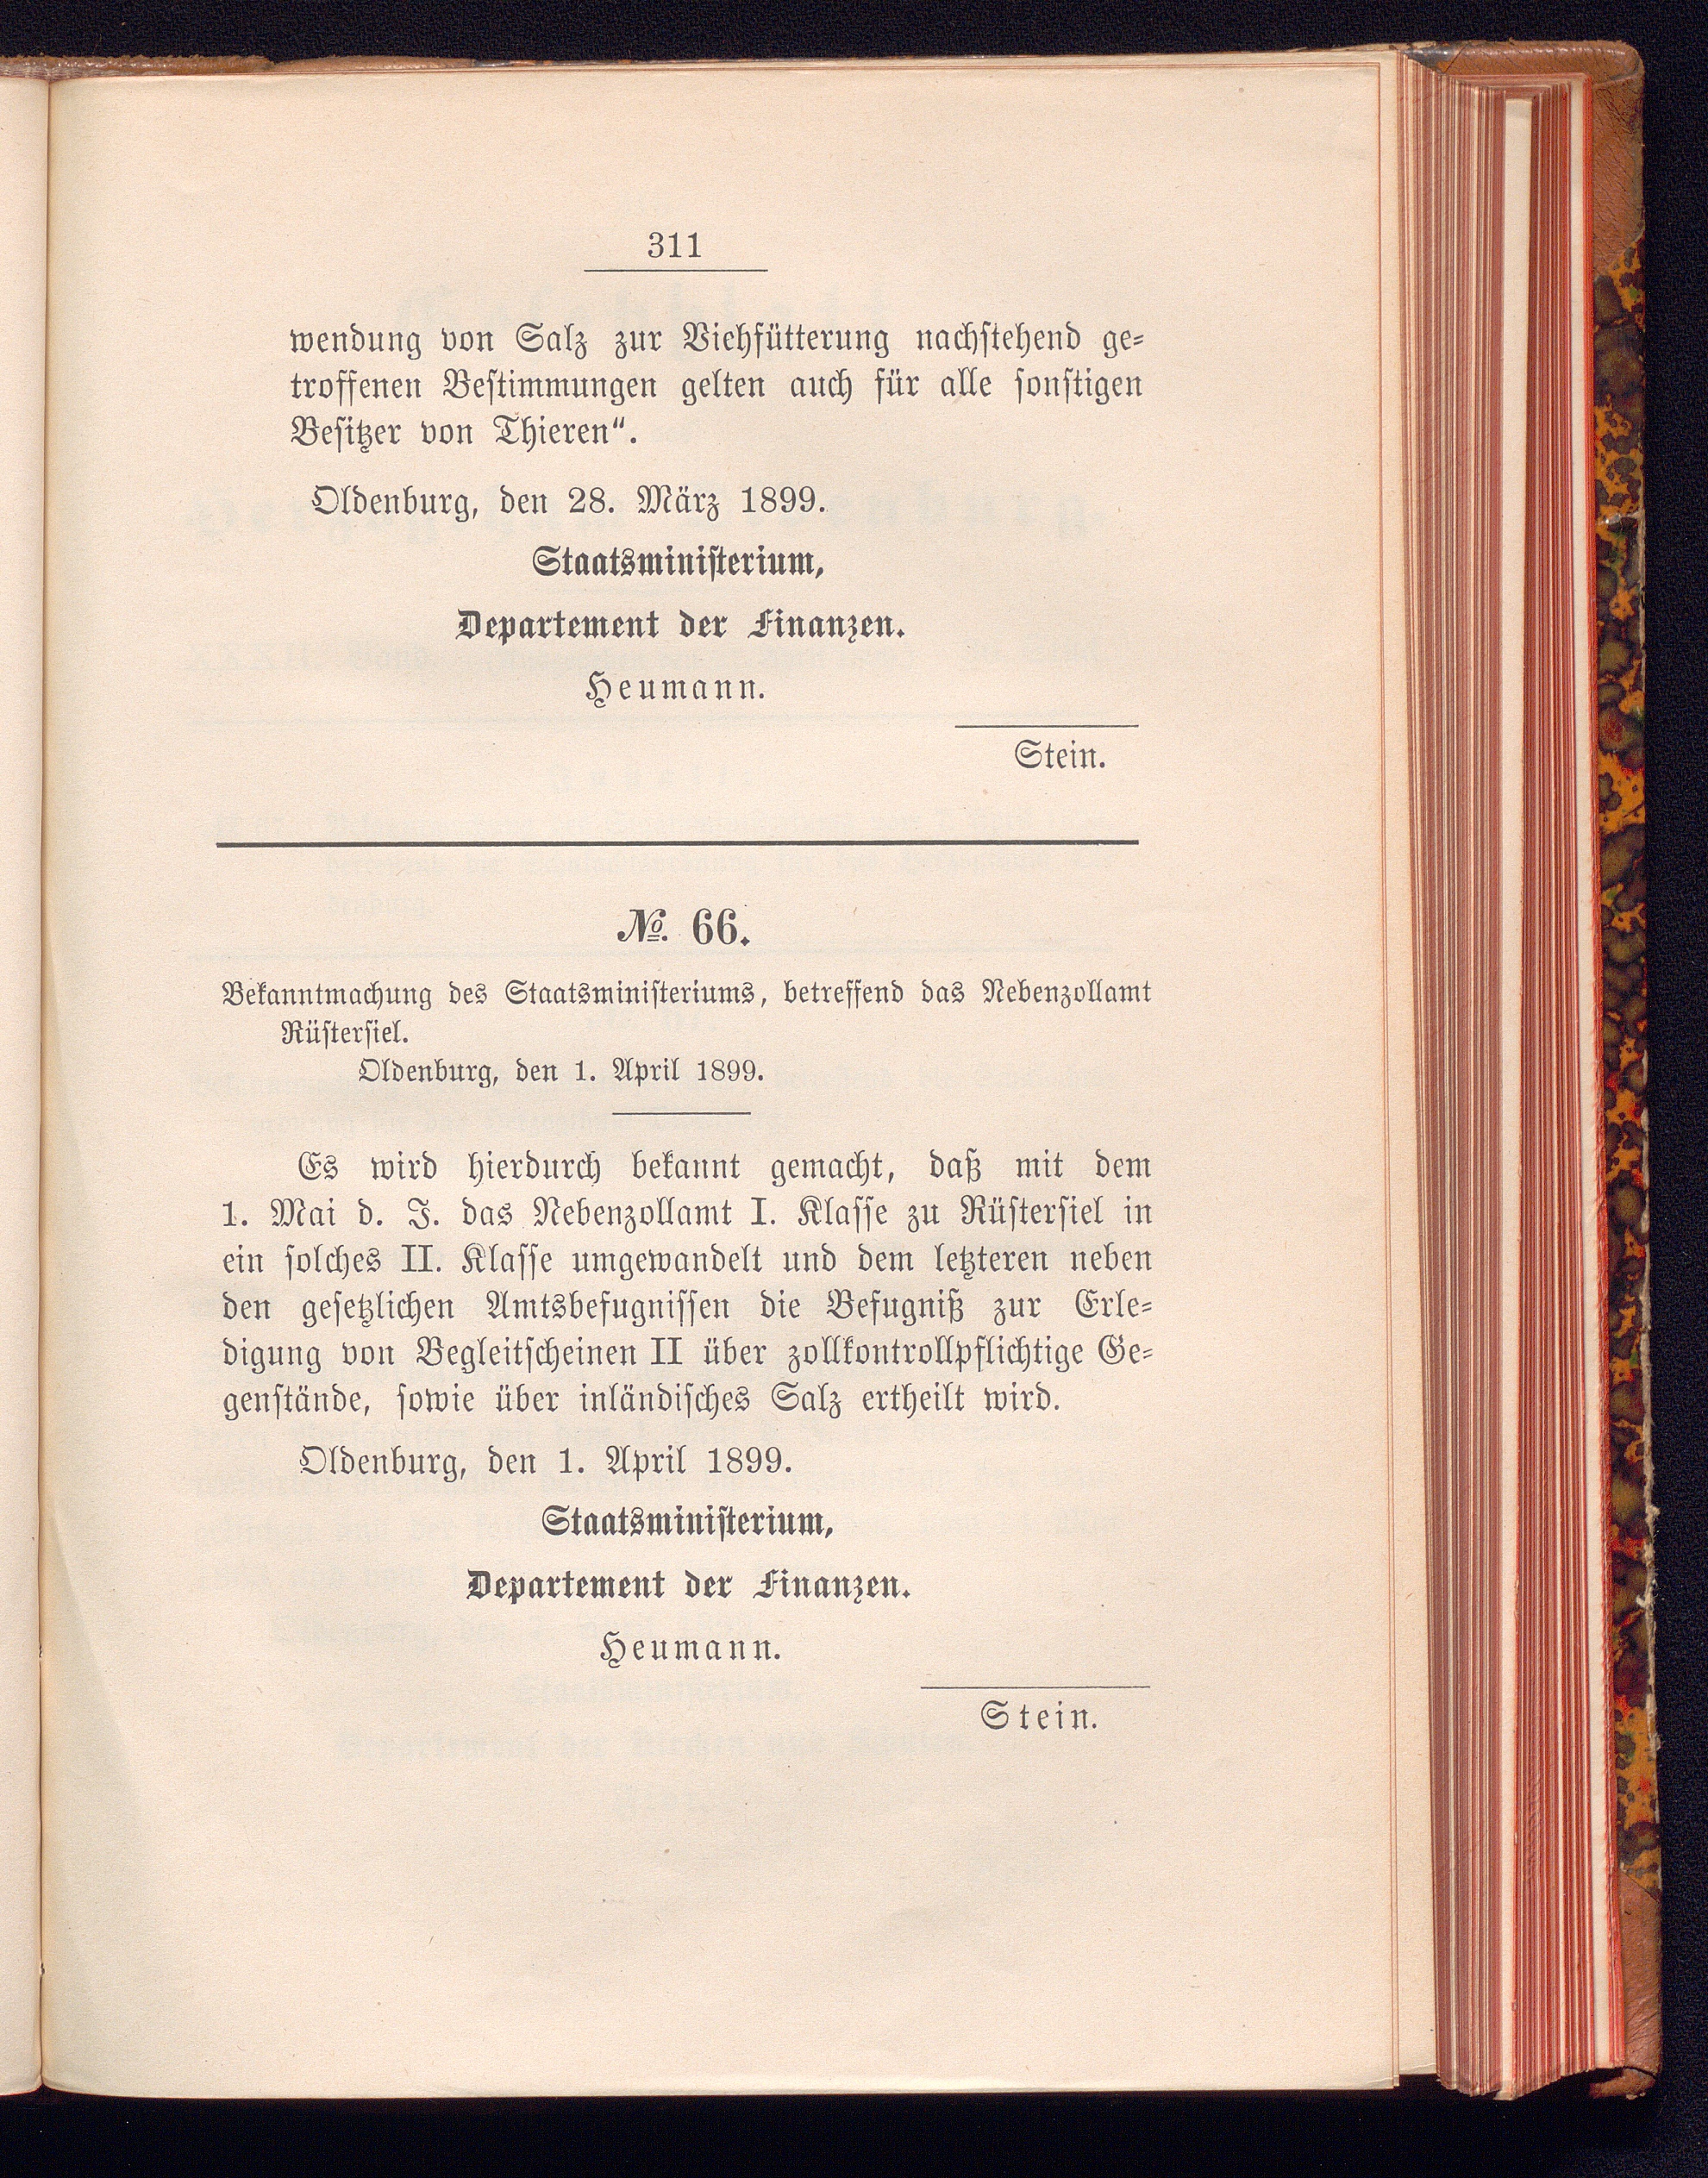 311
wendung von Salz zur Viehfütterung nachstehend ge-
troffenen Bestimmungen gelten auch für alle sonstigen
Besitzer von Thieren“.
Oldenburg, den 28. März 1899.
Staatsministerium,
Departement der Finanzen.
Heumann.
Stein.
№. 66.
Bekanntmachung des Staatsministeriums, betreffend das Nebenzollamt
Rüstersiel.
Oldenburg, den 1. April 1899.
Es wird hierdurch bekannt gemacht, daß mit dem
1. Mai d. J. das Nebenzollamt I. Klasse zu Rüstersiel in
ein solches II. Klasse umgewandelt und dem letzteren neben
den gesetzlichen Amtsbefugnissen die Befugniß zur Erle-
digung von Begleitscheinen II über zollkontrollpflichtige Ge-
genstände, sowie über inländisches Salz ertheilt wird.
Oldenburg, den 1. April 1899.
Staatsministerium,
Departement der Finanzen.
Heumann.
Stein.